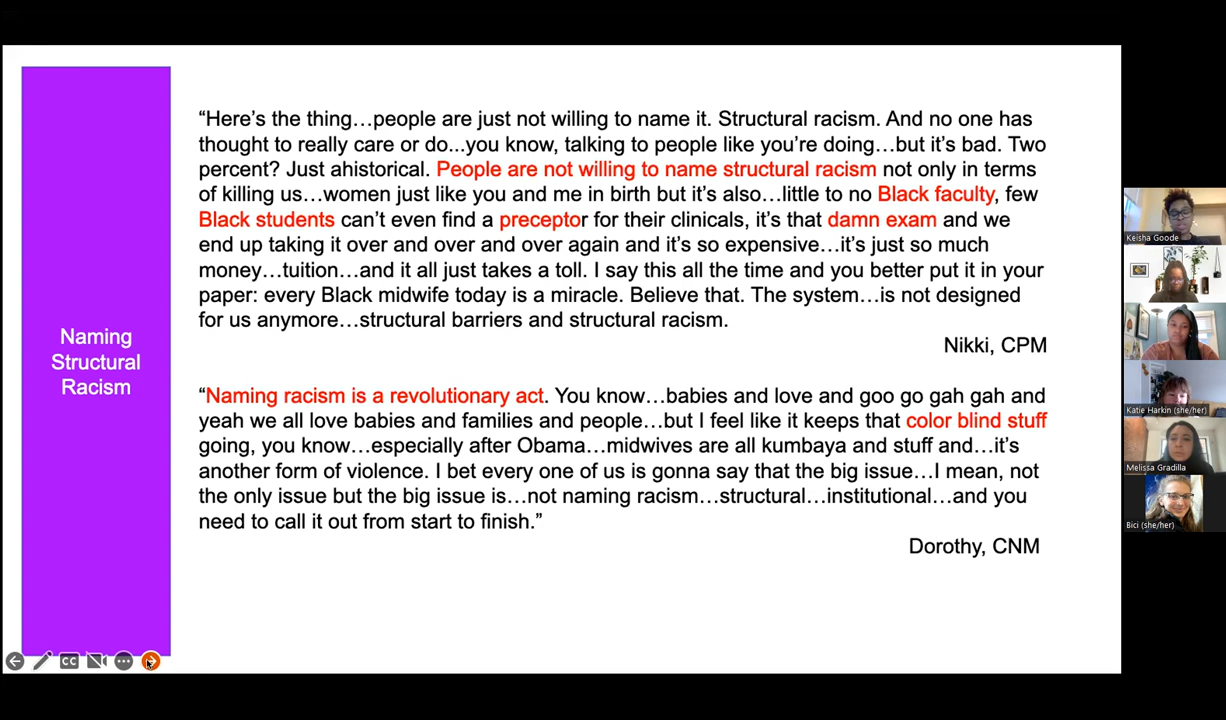 Naming
Structural
Racism
“Here’s the thing…people are just not willing to name it. Structural racism. And no one has
thought to really care or do...you know, talking to people like you’re doing…but it’s bad. Two
percent? Just ahistorical. People are not willing to name structural racism not only in terms
of killing us…women just like you and me in birth but it’s also…little to no Black faculty, few
Black students can’t even find a preceptor for their clinicals, it’s that damn exam and we
end up taking it over and over and over again and it’s so expensive…it’s just so much
money…tuition…and it all just takes a toll. I say this all the time and you better put it in your
paper: every Black midwife today is a miracle. Believe that. The system…is not designed
for us anymore…structural barriers and structural racism.
Nikki, CPM
“Naming racism is a revolutionary act. You know…babies and love and goo go gah gah and
yeah we all love babies and families and people…but I feel like it keeps that color blind stuff
going, you know…especially after Obama…midwives are all kumbaya and stuff and…it’s
another form of violence. I bet every one of us is gonna say that the big issue…I mean, not
the only issue but the big issue is…not naming racism…structural…institutional…and you
need to call it out from start to finish.”
Dorothy, CNM
CC
Keisha Goode
Katie Harkin (she/her)
Melissa Gradilla
Bici (she/her)